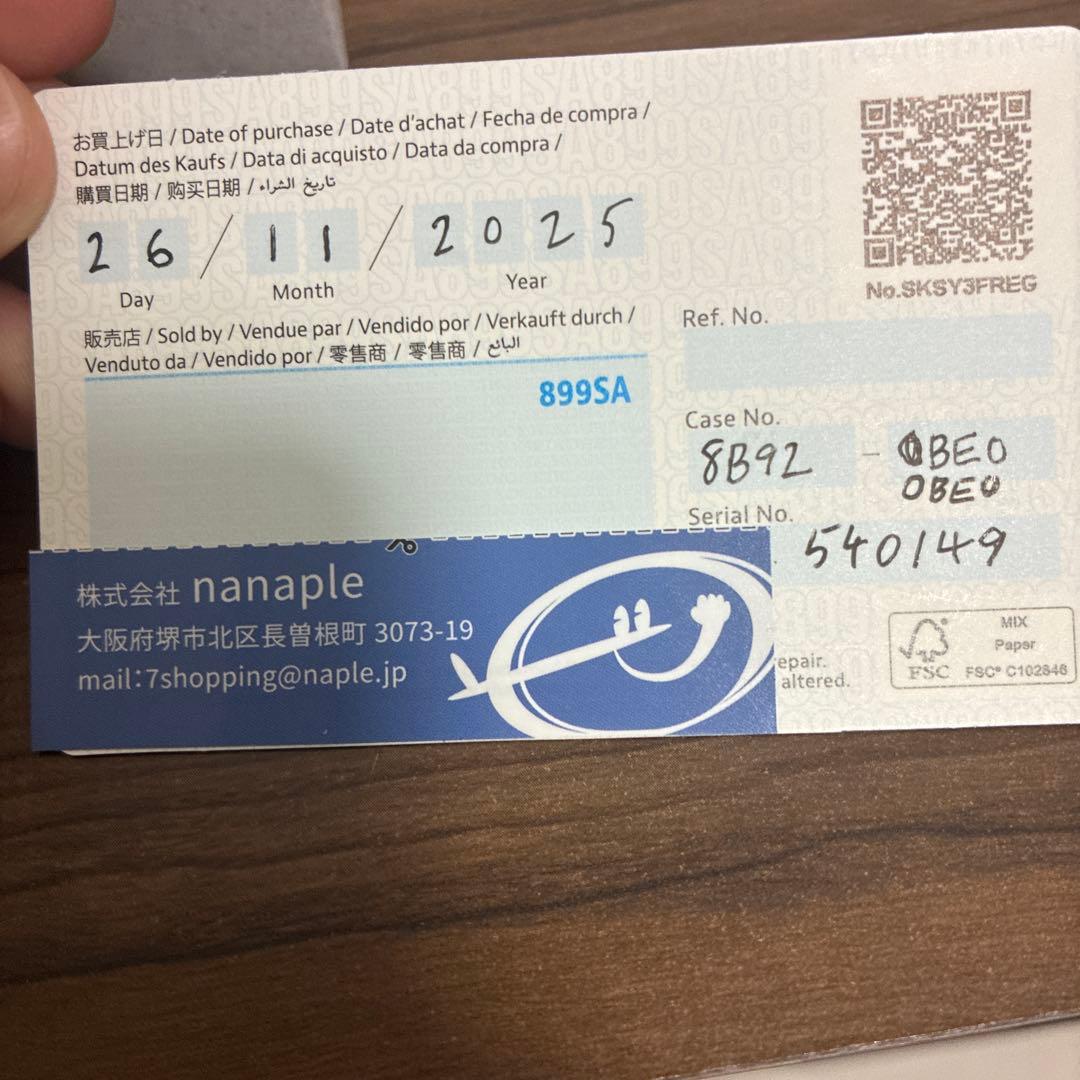 お買上げ日 / Date of purchase / Date d'achat / Fecha de compra /
Datum des Kaufs / Data di acquisto / Data da compra /
購買日期 / 购买日期 / تاريخ الشراء
26 / 11 / 2025
Day Month Year
販売店 / Sold by / Vendue par / Vendido por / Verkauft durch /
Venduto da / Vendido por / 零售商 / 零售商 / البائع
899SA
株式会社 nanaple
大阪府堺市北区長曽根町 3073-19
mail:7shopping@naple.jp
No.SKSY3FREG
Ref. No.
Case No.
8B92 - 0BE0
0BE0
Serial No.
540149
epair.
altered.
FSC
MIX
Paper
FSC® C102846